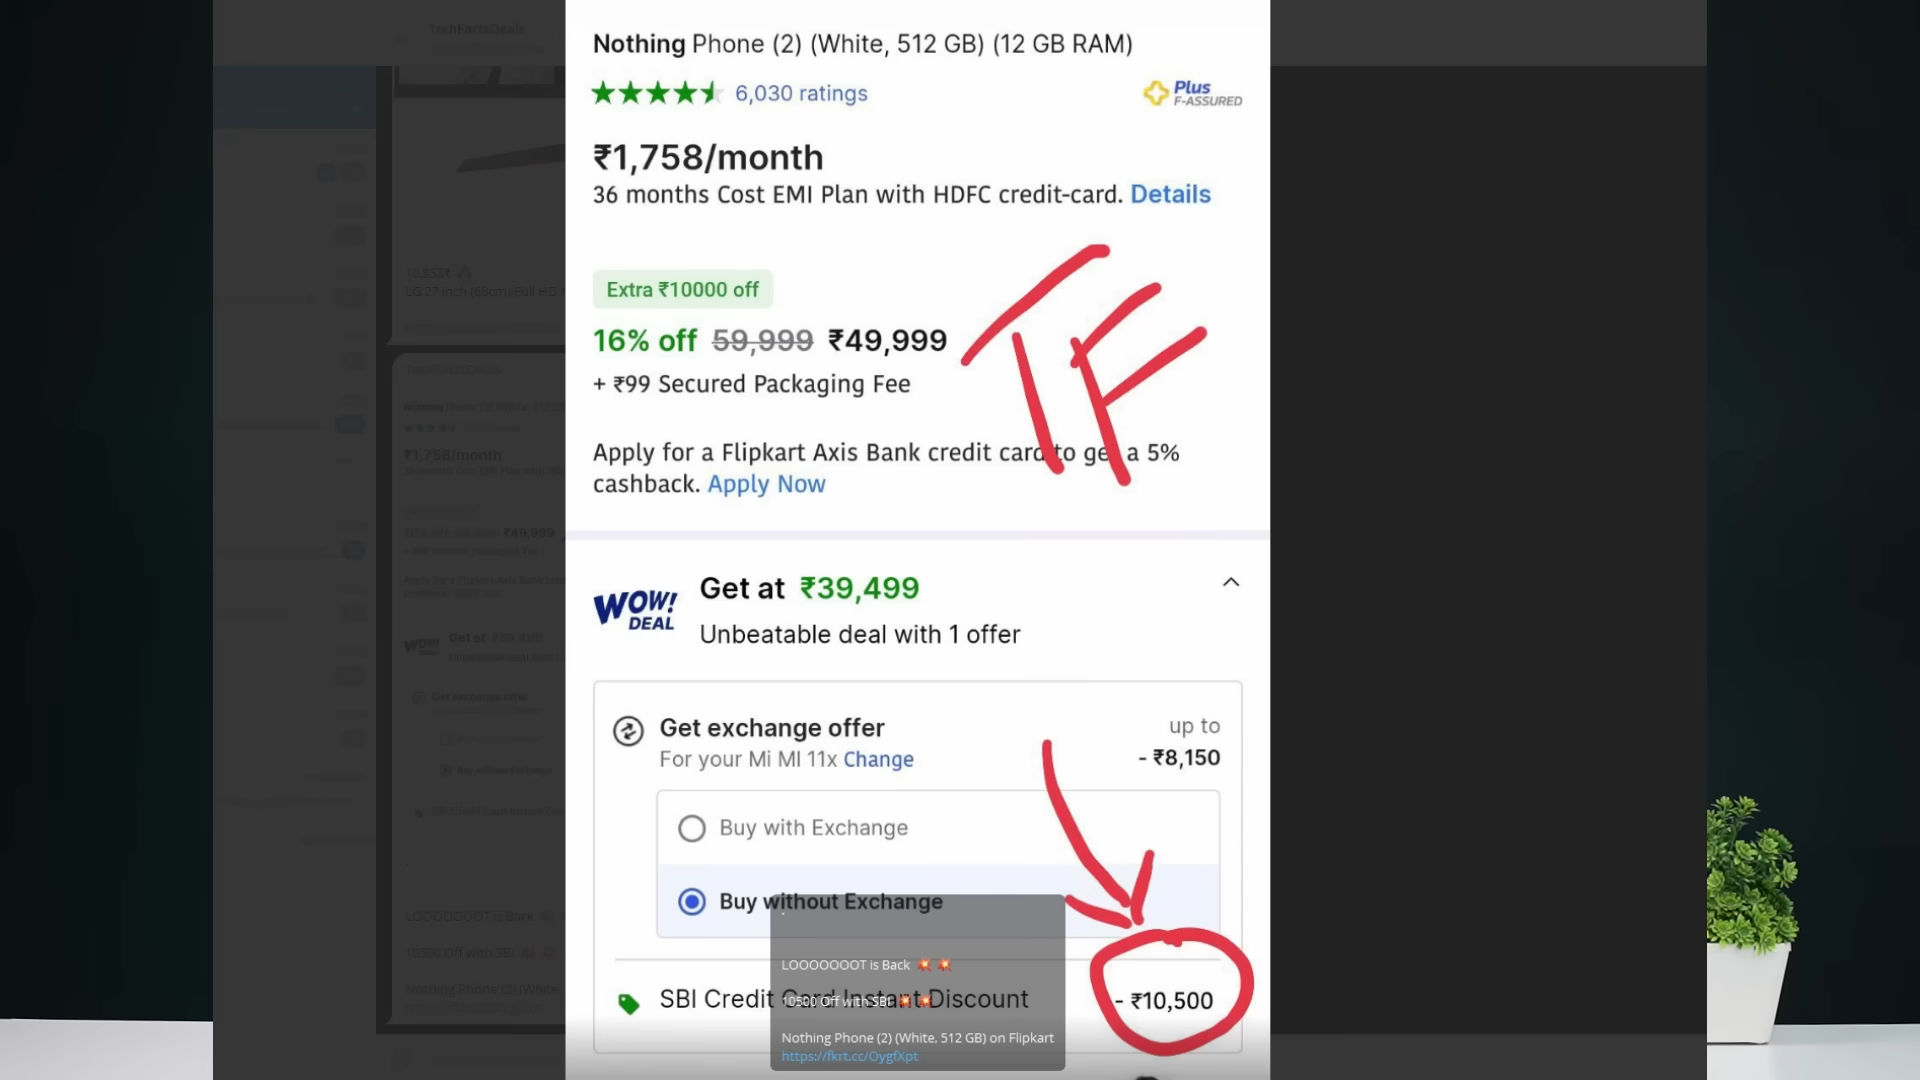 TechFactsDeals
Nothing Phone (2) (White, 512 GB) (12 GB RAM)
6,030 ratings
Plus
F-ASSURED
₹1,758/month
36 months Cost EMI Plan with HDFC credit-card. Details
Extra ₹10000 off
16% off 59,999 ₹49,999
+ ₹99 Secured Packaging Fee
TF
Apply for a Flipkart Axis Bank credit card to get a 5%
cashback. Apply Now
WOW!
DEAL
Get at ₹39,499
Unbeatable deal with 1 offer
Get exchange offer
For your Mi MI 11x Change
up to
- ₹8,150
Buy with Exchange
Buy without Exchange
SBI Credit Card Instant Discount
- ₹10,500
LOOOOOOOT is Back 💥 💥
10500 Off with SBI 💥 💥
Nothing Phone (2) (White, 512 GB) on Flipkart
https://fkrt.cc/OygfXpt